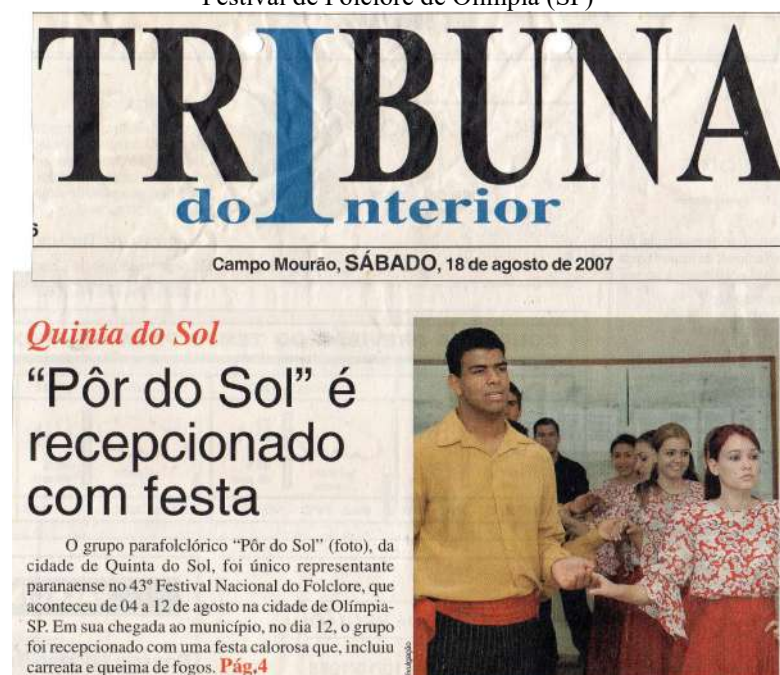 Festival de Folclore de Olímpia (SP)
TRIBUNA
do Interior
Campo Mourão, SÁBADO, 18 de agosto de 2007
Quinta do Sol
“Pôr do Sol” é
recepcionado
com festa
O grupo parafolclórico “Pôr do Sol” (foto), da
cidade de Quinta do Sol, foi único representante
paranaense no 43º Festival Nacional do Folclore, que
aconteceu de 04 a 12 de agosto na cidade de Olímpia-
SP. Em sua chegada ao município, no dia 12, o grupo
foi recepcionado com uma festa calorosa que, incluiu
carreata e queima de fogos. Pág.4